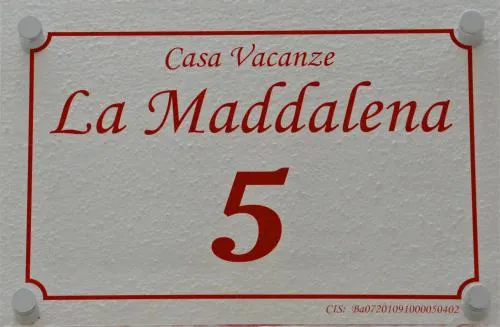 Casa Vacanze
La Maddalena
5
CIS: Ba07201091000050402